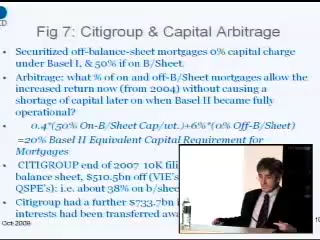 Fig 7: Citigroup & Capital Arbitrage
• Securitized off-balance-sheet mortgages 0% capital charge
under Basel I, & 50% if on B/Sheet.
• Arbitrage: what % of on and off-B/Sheet mortgages allow the
increased return now (from 2004) without causing a
shortage of capital later on when Basel II became fully
operational?
• 0.4*(50% On-B/Sheet Cap/wt.)+6%*(0% Off-B/Sheet)
=20% Basel II Equivalent Capital Requirement for
Mortgages
• CITIGROUP end of 2007 10K fili
balance sheet, $510.5bn off (VIE's
QSPE's): i.e. about 38% on b/shee
• Citigroup had a further $733.7bn i
interests had been transferred awa
Oct-2009